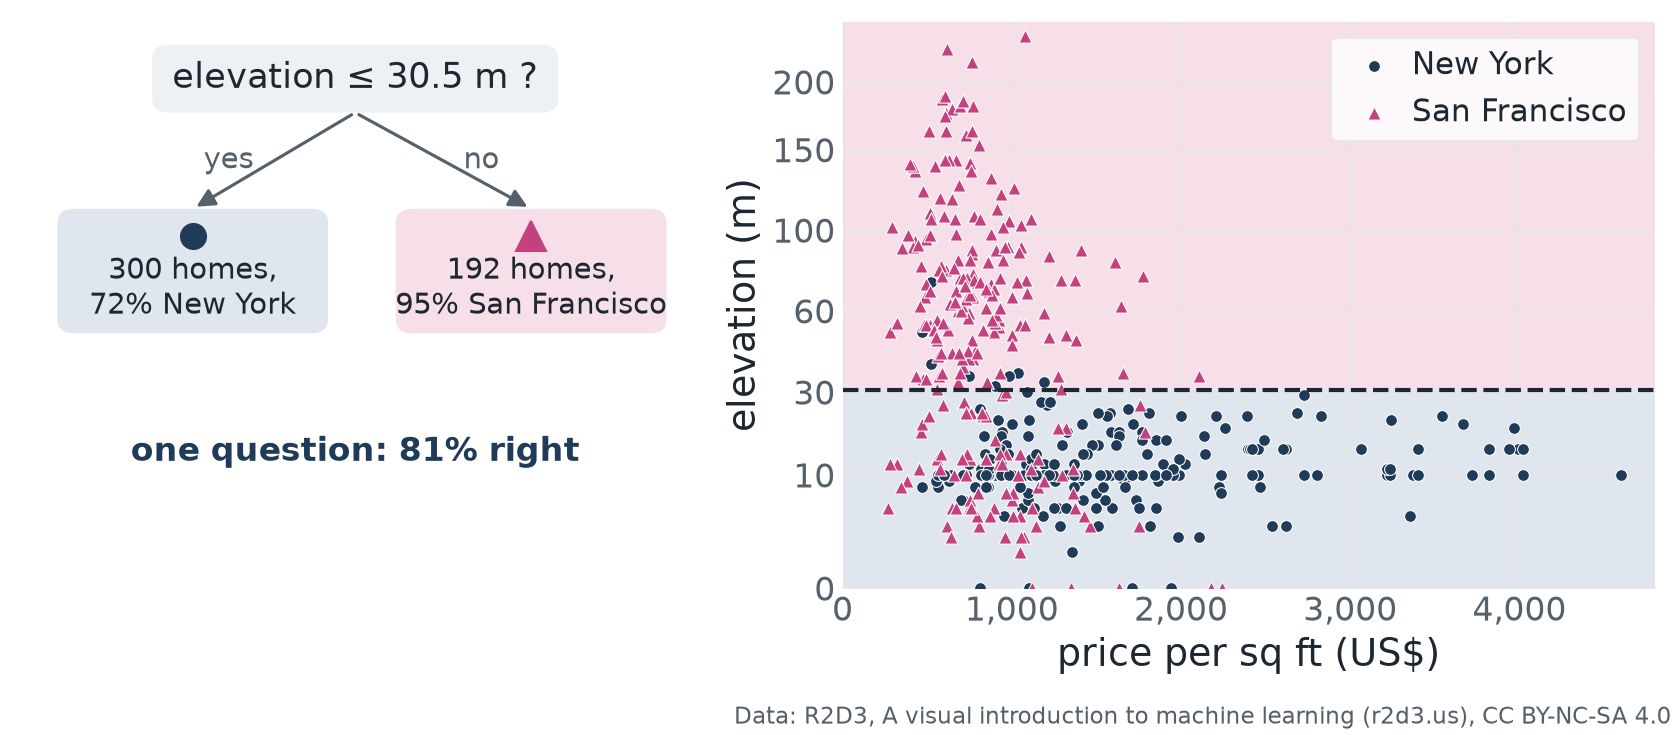 elevation ≤ 30.5 m ?
yes
no
300 homes,
72% New York
192 homes,
95% San Francisco
one question: 81% right
elevation (m)
200
150
100
60
30
10
0
New York
San Francisco
0
1,000
2,000
3,000
4,000
price per sq ft (US$)
Data: R2D3, A visual introduction to machine learning (r2d3.us), CC BY-NC-SA 4.0